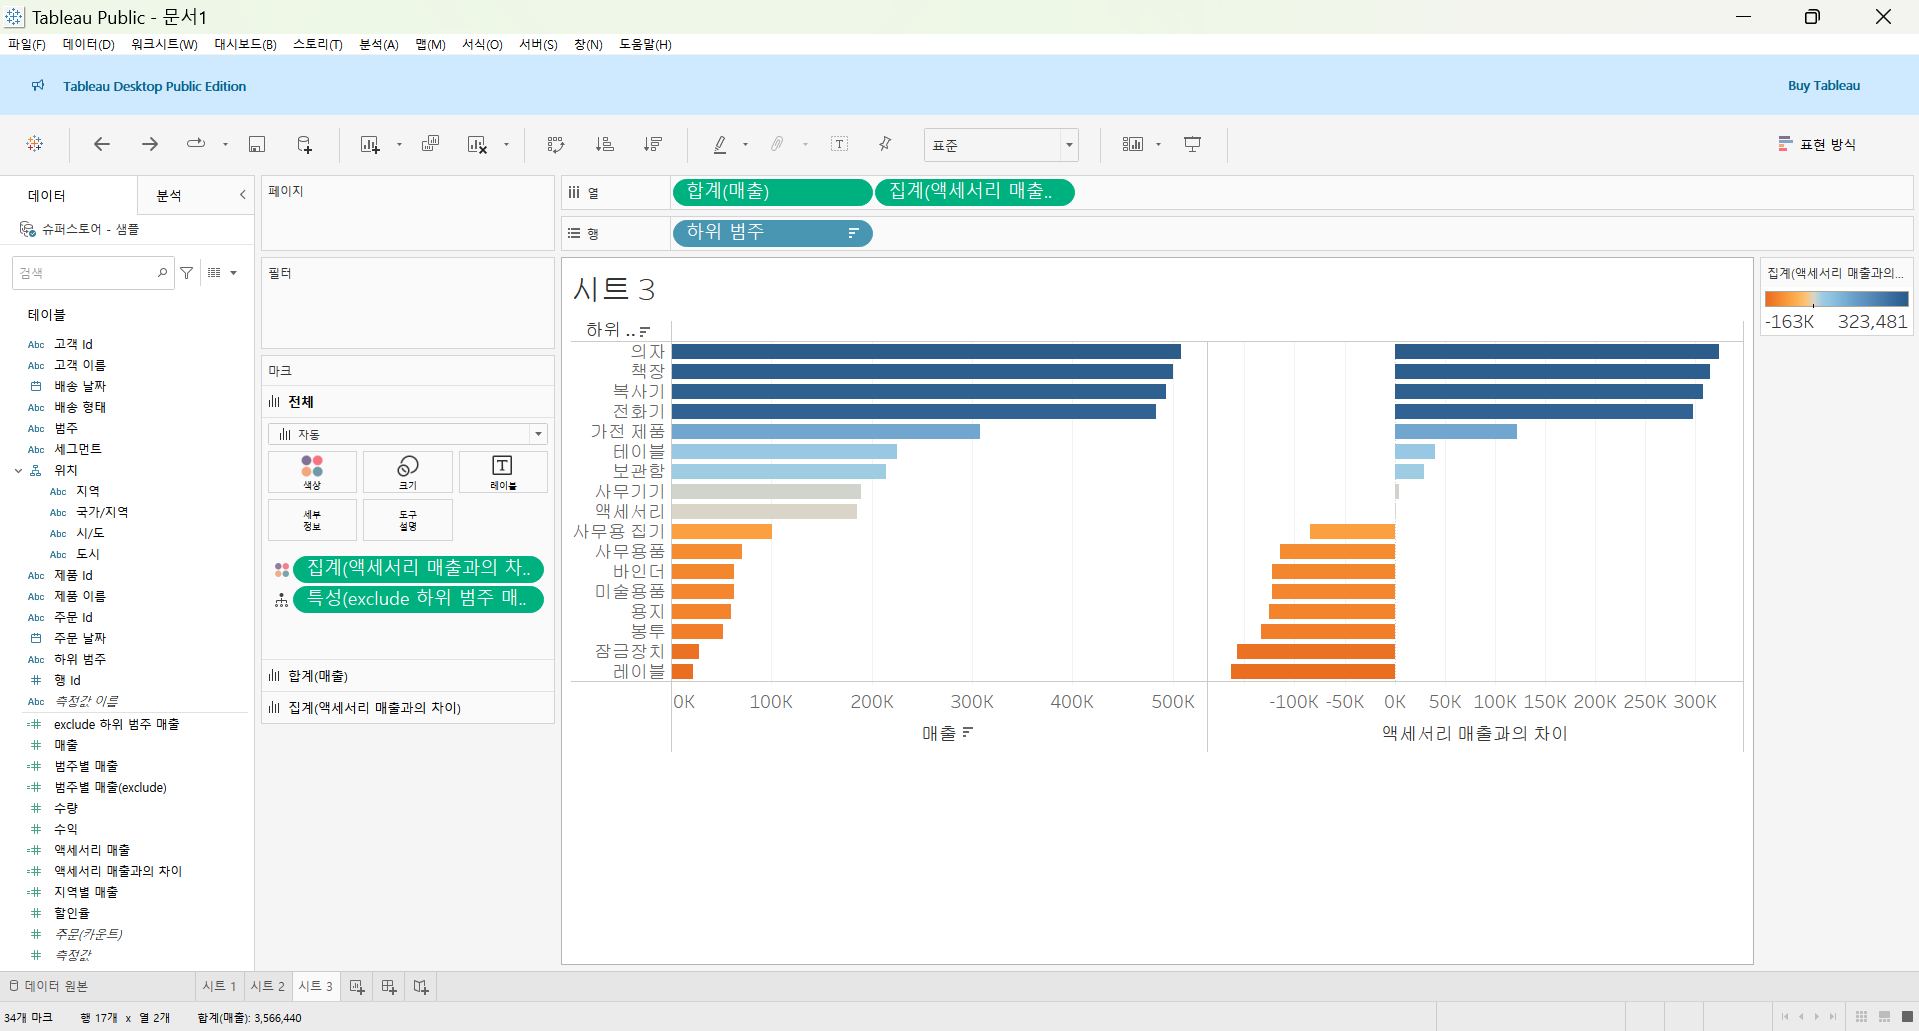 Tableau Public - 문서1
파일(F) 데이터(D) 워크시트(W) 대시보드(B) 스토리(T) 분석(A) 맵(M) 서식(O) 서버(S) 창(N) 도움말(H)
Tableau Desktop Public Edition
Buy Tableau
표준
표현 방식
데이터
분석
슈퍼스토어 - 샘플
검색
테이블
Abc 고객 Id
Abc 고객 이름
배송 날짜
Abc 배송 형태
Abc 범주
Abc 세그먼트
위치
Abc 지역
Abc 국가/지역
Abc 시/도
Abc 도시
Abc 제품 Id
Abc 제품 이름
Abc 주문 Id
주문 날짜
Abc 하위 범주
# 행 Id
Abc 측정값 이름
=# exclude 하위 범주 매출
# 매출
=# 범주별 매출
=# 범주별 매출(exclude)
# 수량
# 수익
=# 액세서리 매출
=# 액세서리 매출과의 차이
=# 지역별 매출
# 할인율
# 주문(카운트)
# 측정값
페이지
필터
마크
전체
자동
색상
크기
T
레이블
세부
정보
도구
설명
집계(액세서리 매출과의 차..
특성(exclude 하위 범주 매..
합계(매출)
집계(액세서리 매출과의 차이)
열
합계(매출)
집계(액세서리 매출..
행
하위 범주
시트 3
하위 ..
의자
책장
복사기
전화기
가전 제품
테이블
보관함
사무기기
액세서리
사무용 집기
사무용품
바인더
미술용품
용지
봉투
잠금장치
레이블
0K 100K 200K 300K 400K 500K
매출
-100K -50K 0K 50K 100K 150K 200K 250K 300K
액세서리 매출과의 차이
집계(액세서리 매출과의...
-163K 323,481
데이터 원본
시트 1
시트 2
시트 3
34개 마크
행 17개 x 열 2개
합계(매출): 3,566,440